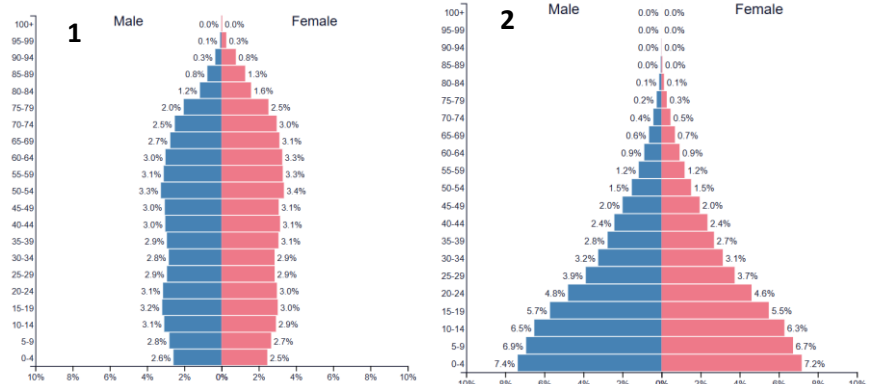 1
Male Female
100+ 0.0% 0.0%
95-99 0.1% 0.3%
90-94 0.3% 0.8%
85-89 0.8% 1.3%
80-84 1.2% 1.6%
75-79 2.0% 2.5%
70-74 2.5% 3.0%
65-69 2.7% 3.1%
60-64 3.0% 3.3%
55-59 3.1% 3.3%
50-54 3.3% 3.4%
45-49 3.0% 3.1%
40-44 3.0% 3.1%
35-39 2.9% 3.1%
30-34 2.8% 2.9%
25-29 2.9% 2.9%
20-24 3.1% 3.0%
15-19 3.2% 3.0%
10-14 3.1% 2.9%
5-9 2.8% 2.7%
0-4 2.6% 2.5%
10% 8% 6% 4% 2% 0% 2% 4% 6% 8% 10%
2
Male Female
100+ 0.0% 0.0%
95-99 0.0% 0.0%
90-94 0.0% 0.0%
85-89 0.0% 0.0%
80-84 0.1% 0.1%
75-79 0.2% 0.3%
70-74 0.4% 0.5%
65-69 0.6% 0.7%
60-64 0.9% 0.9%
55-59 1.2% 1.2%
50-54 1.5% 1.5%
45-49 2.0% 2.0%
40-44 2.4% 2.4%
35-39 2.8% 2.7%
30-34 3.2% 3.1%
25-29 3.9% 3.7%
20-24 4.8% 4.6%
15-19 5.7% 5.5%
10-14 6.5% 6.3%
5-9 6.9% 6.7%
0-4 7.4% 7.2%
10% 8% 6% 4% 2% 0% 2% 4% 6% 8% 10%